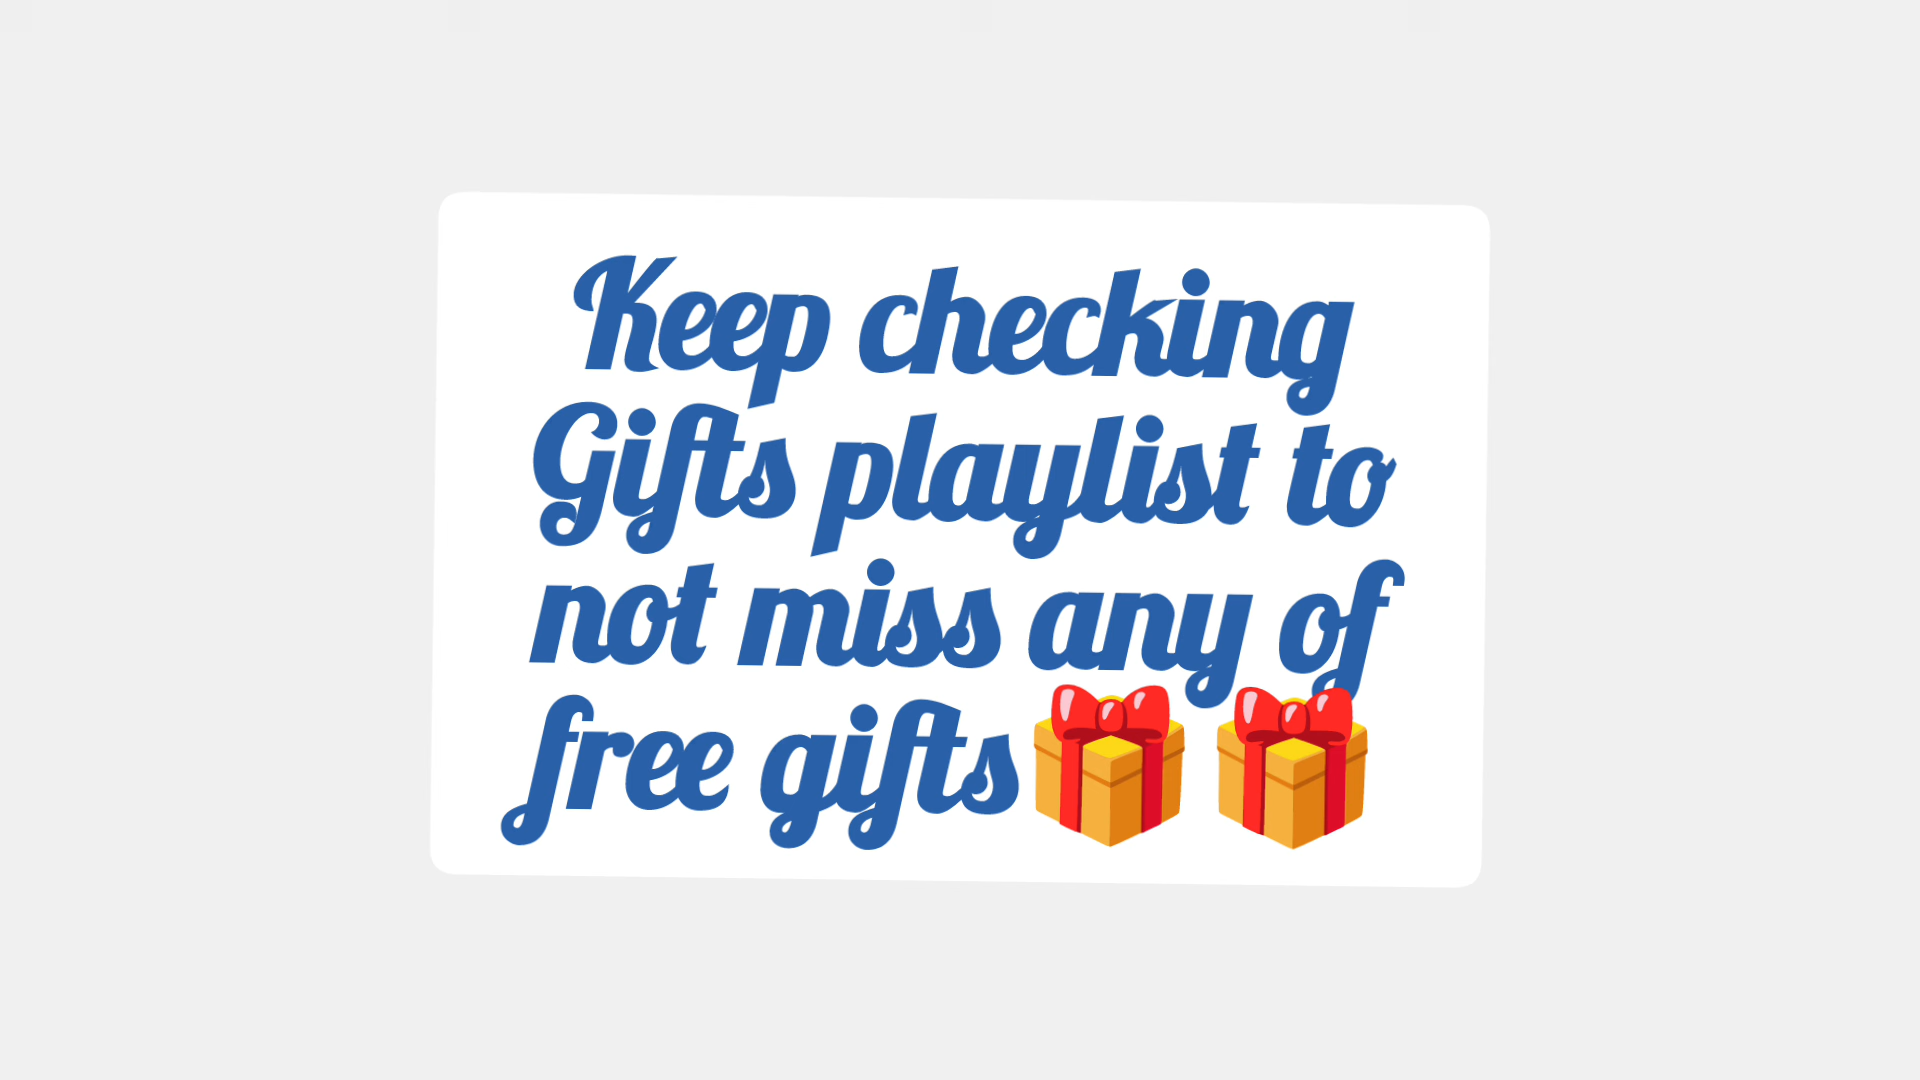 Keep checking
Gifts playlist to
not miss any of
free gifts🎁 🎁